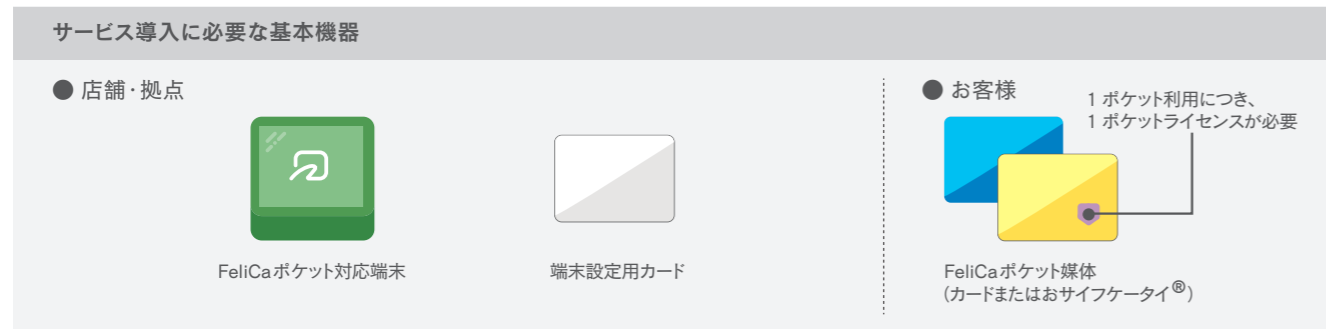 サービス導入に必要な基本機器
● 店舗・拠点
FeliCaポケット対応端末
端末設定用カード
● お客様
1 ポケット利用につき、
1 ポケットライセンスが必要
FeliCaポケット媒体
(カードまたはおサイフケータイ®)